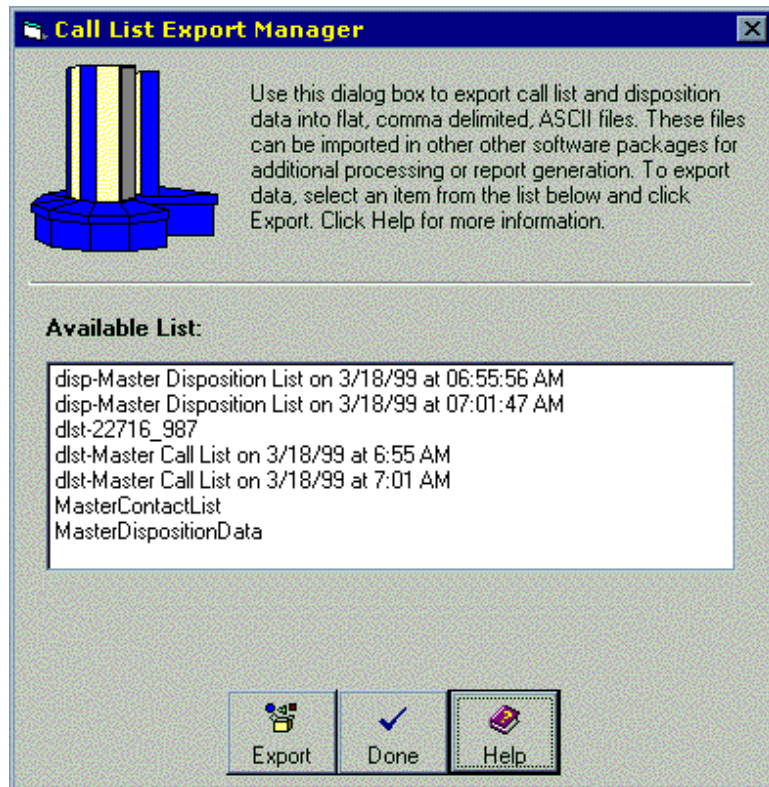 Call List Export Manager
Use this dialog box to export call list and disposition
data into flat, comma delimited, ASCII files. These files
can be imported in other other software packages for
additional processing or report generation. To export
data, select an item from the list below and click
Export. Click Help for more information.
Available List:
disp-Master Disposition List on 3/18/99 at 06:55:56 AM
disp-Master Disposition List on 3/18/99 at 07:01:47 AM
dlst-22716_987
dlst-Master Call List on 3/18/99 at 6:55 AM
dlst-Master Call List on 3/18/99 at 7:01 AM
MasterContactList
MasterDispositionData
Export Done Help